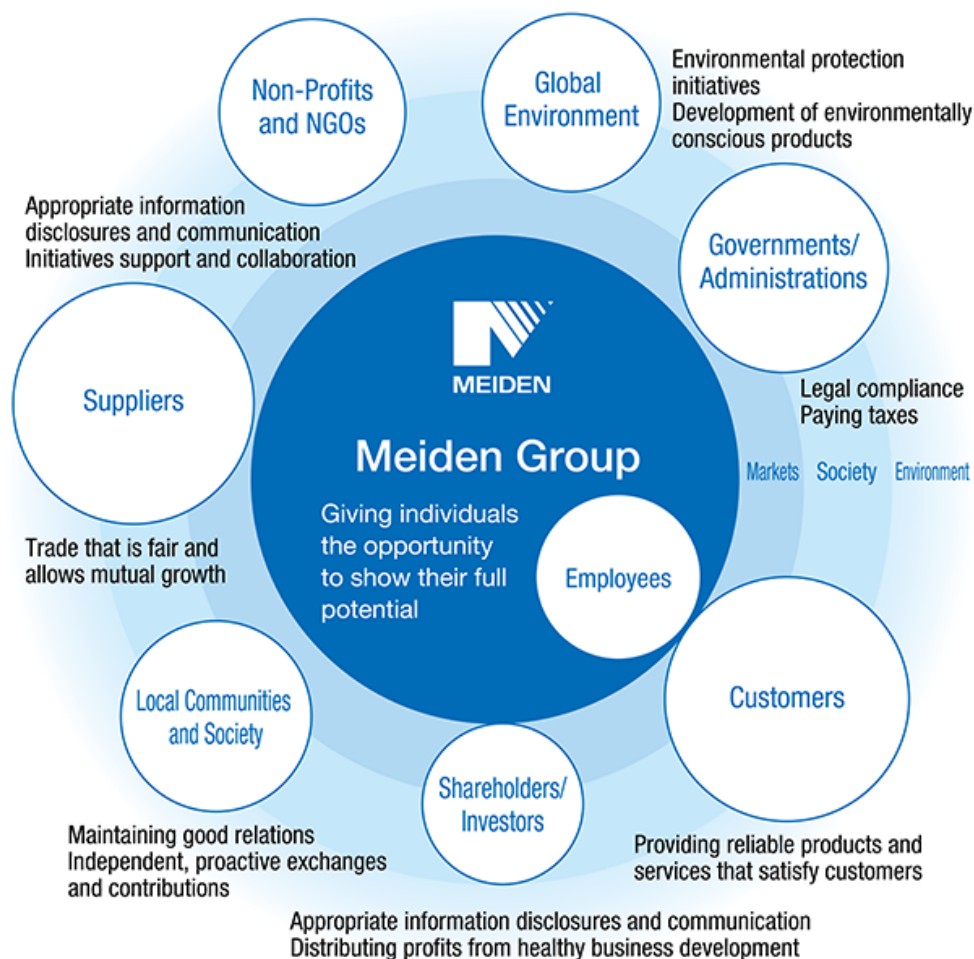 Non-Profits
and NGOs
Global
Environment
Environmental protection
initiatives
Development of environmentally
conscious products
Appropriate information
disclosures and communication
Initiatives support and collaboration
Governments/
Administrations
Legal compliance
Paying taxes
Suppliers
Trade that is fair and
allows mutual growth
MEIDEN
Meiden Group
Giving individuals
the opportunity
to show their full
potential
Employees
Markets Society Environment
Customers
Providing reliable products and
services that satisfy customers
Local Communities
and Society
Maintaining good relations
Independent, proactive exchanges
and contributions
Shareholders/
Investors
Appropriate information disclosures and communication
Distributing profits from healthy business development